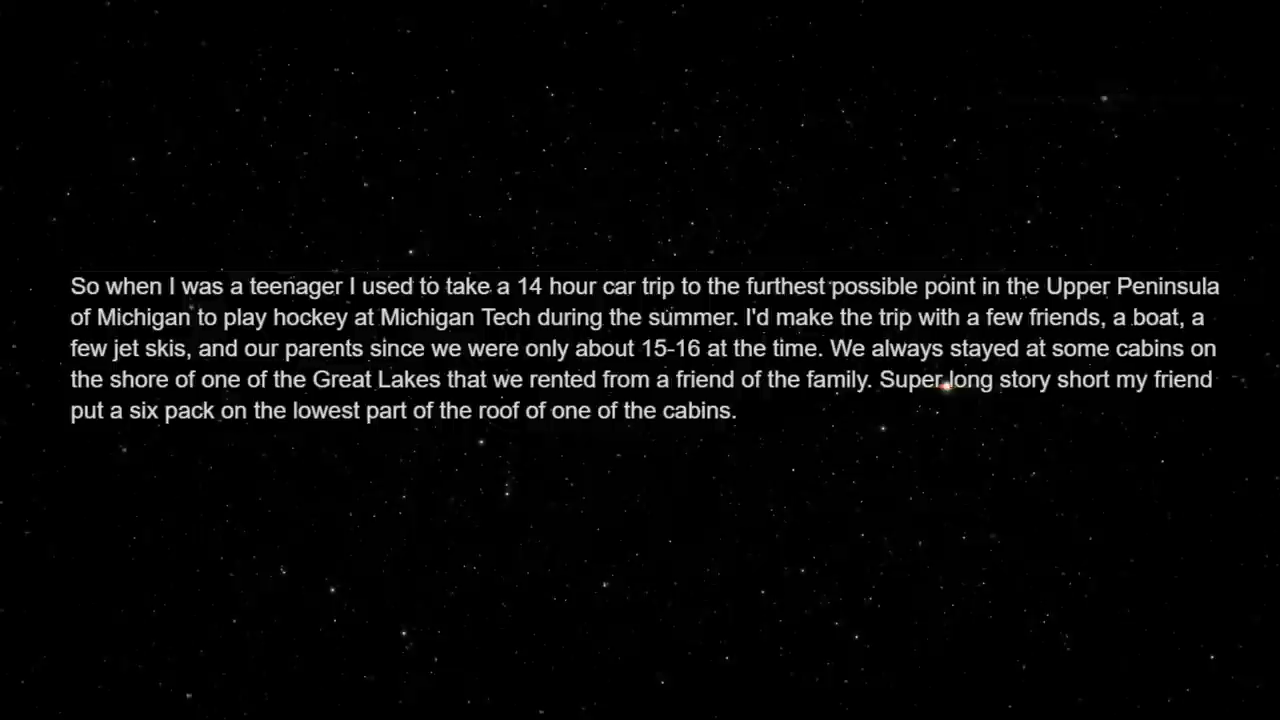 So when I was a teenager I used to take a 14 hour car trip to the furthest possible point in the Upper Peninsula
of Michigan to play hockey at Michigan Tech during the summer. I'd make the trip with a few friends, a boat, a
few jet skis, and our parents since we were only about 15-16 at the time. We always stayed at some cabins on
the shore of one of the Great Lakes that we rented from a friend of the family. Super long story short my friend
put a six pack on the lowest part of the roof of one of the cabins.